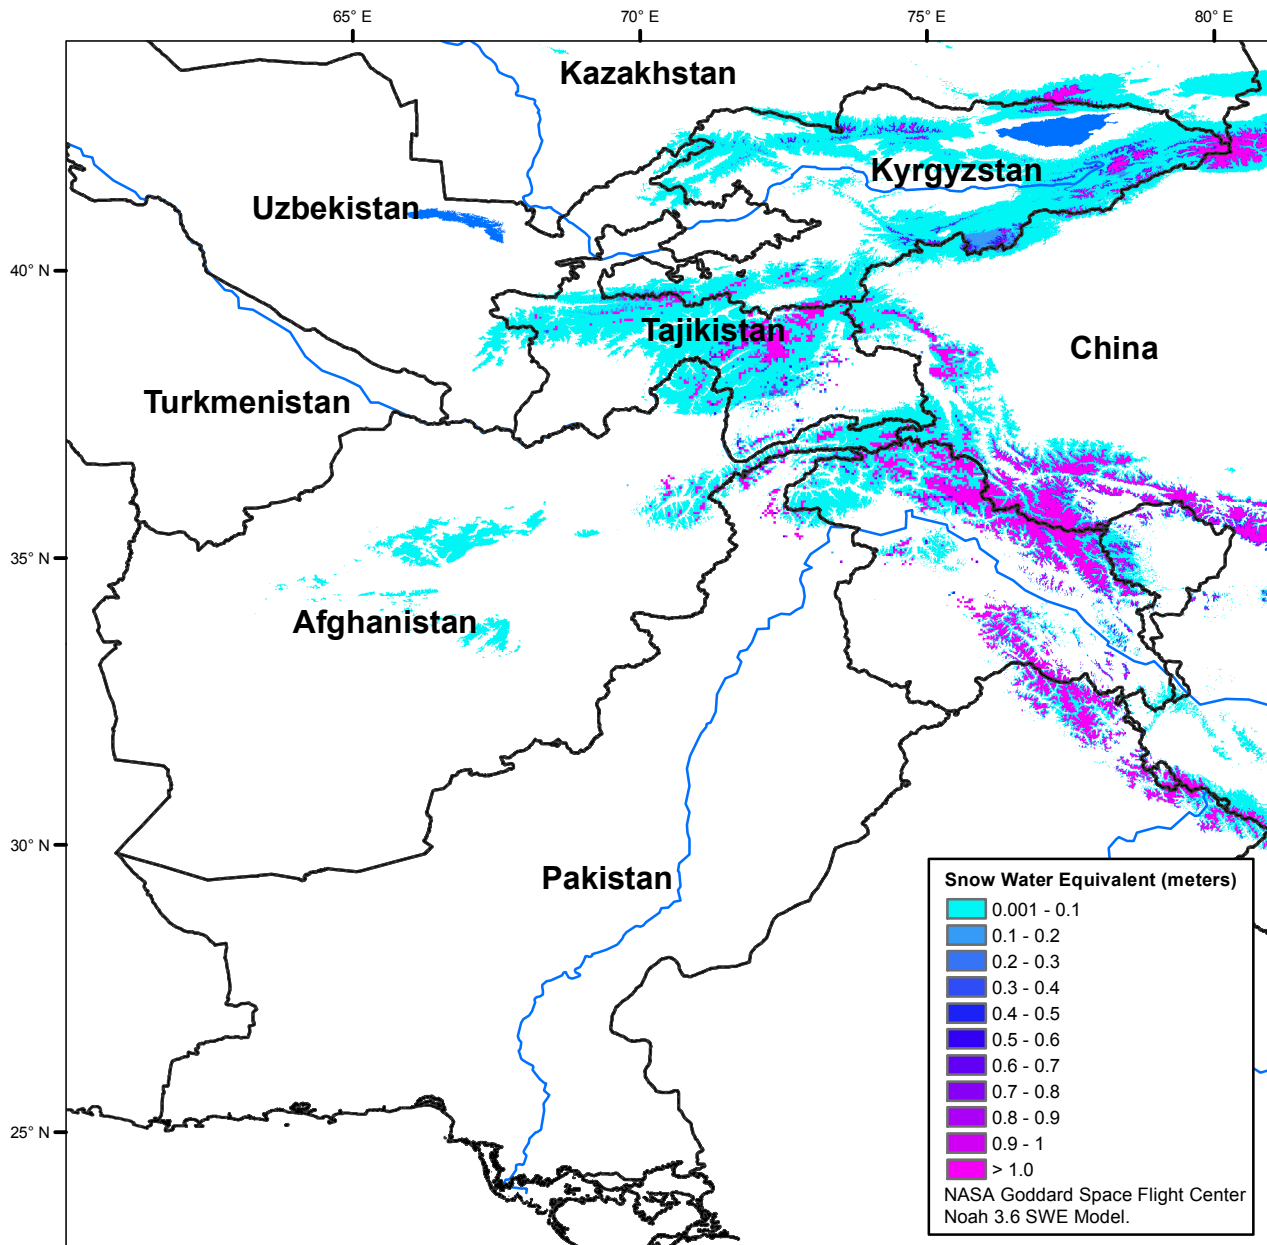 65° E
70° E
75° E
80° E
Kazakhstan
Kyrgyzstan
Uzbekistan
40° N
Tajikistan
China
Turkmenistan
35° N
Afghanistan
30° N
Pakistan
25° N
Snow Water Equivalent (meters)
0.001 - 0.1
0.1 - 0.2
0.2 - 0.3
0.3 - 0.4
0.4 - 0.5
0.5 - 0.6
0.6 - 0.7
0.7 - 0.8
0.8 - 0.9
0.9 - 1
> 1.0
NASA Goddard Space Flight Center
Noah 3.6 SWE Model.